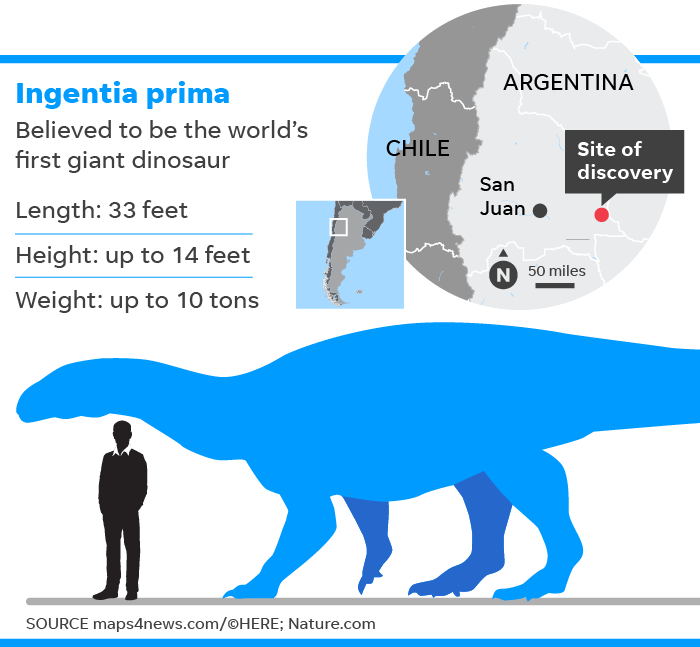 Ingentia prima
Believed to be the world's
first giant dinosaur
Length: 33 feet
Height: up to 14 feet
Weight: up to 10 tons
ARGENTINA
CHILE
Site of
discovery
San
Juan
N
50 miles
SOURCE maps4news.com/©HERE; Nature.com